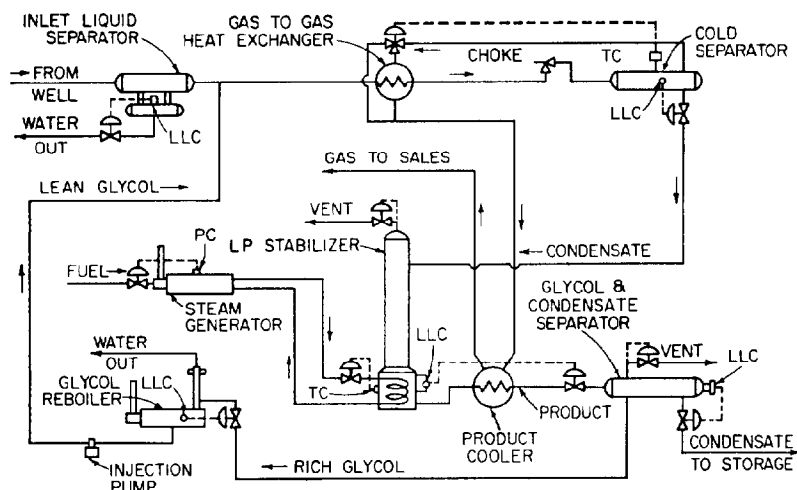 INLET LIQUID
SEPARATOR
GAS TO GAS
HEAT EXCHANGER
CHOKE
TC
COLD
SEPARATOR
FROM
WELL
LLC
LLC
WATER
OUT
GAS TO SALES
LEAN GLYCOL
VENT
LP STABILIZER
CONDENSATE
PC
FUEL
STEAM
GENERATOR
GLYCOL &
CONDENSATE
SEPARATOR
WATER
OUT
LLC
VENT
LLC
GLYCOL
REBOILER
LLC
TC
PRODUCT
PRODUCT
COOLER
CONDENSATE
TO STORAGE
INJECTION
PUMP
RICH GLYCOL